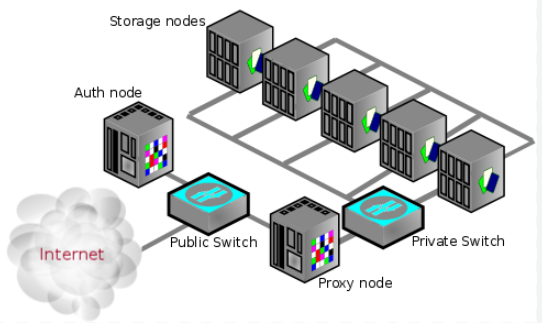 Storage nodes
Auth node
Public Switch
Private Switch
Internet
Proxy node